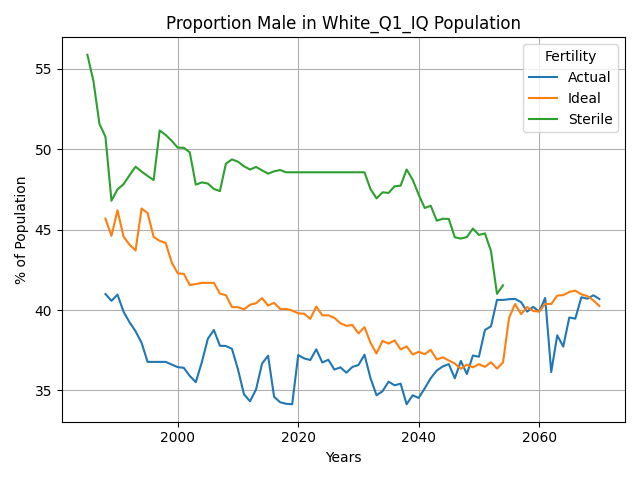 Proportion Male in White_Q1_IQ Population
% of Population
55
50
45
40
35
2000
2020
2040
2060
Years
Fertility
Actual
Ideal
Sterile